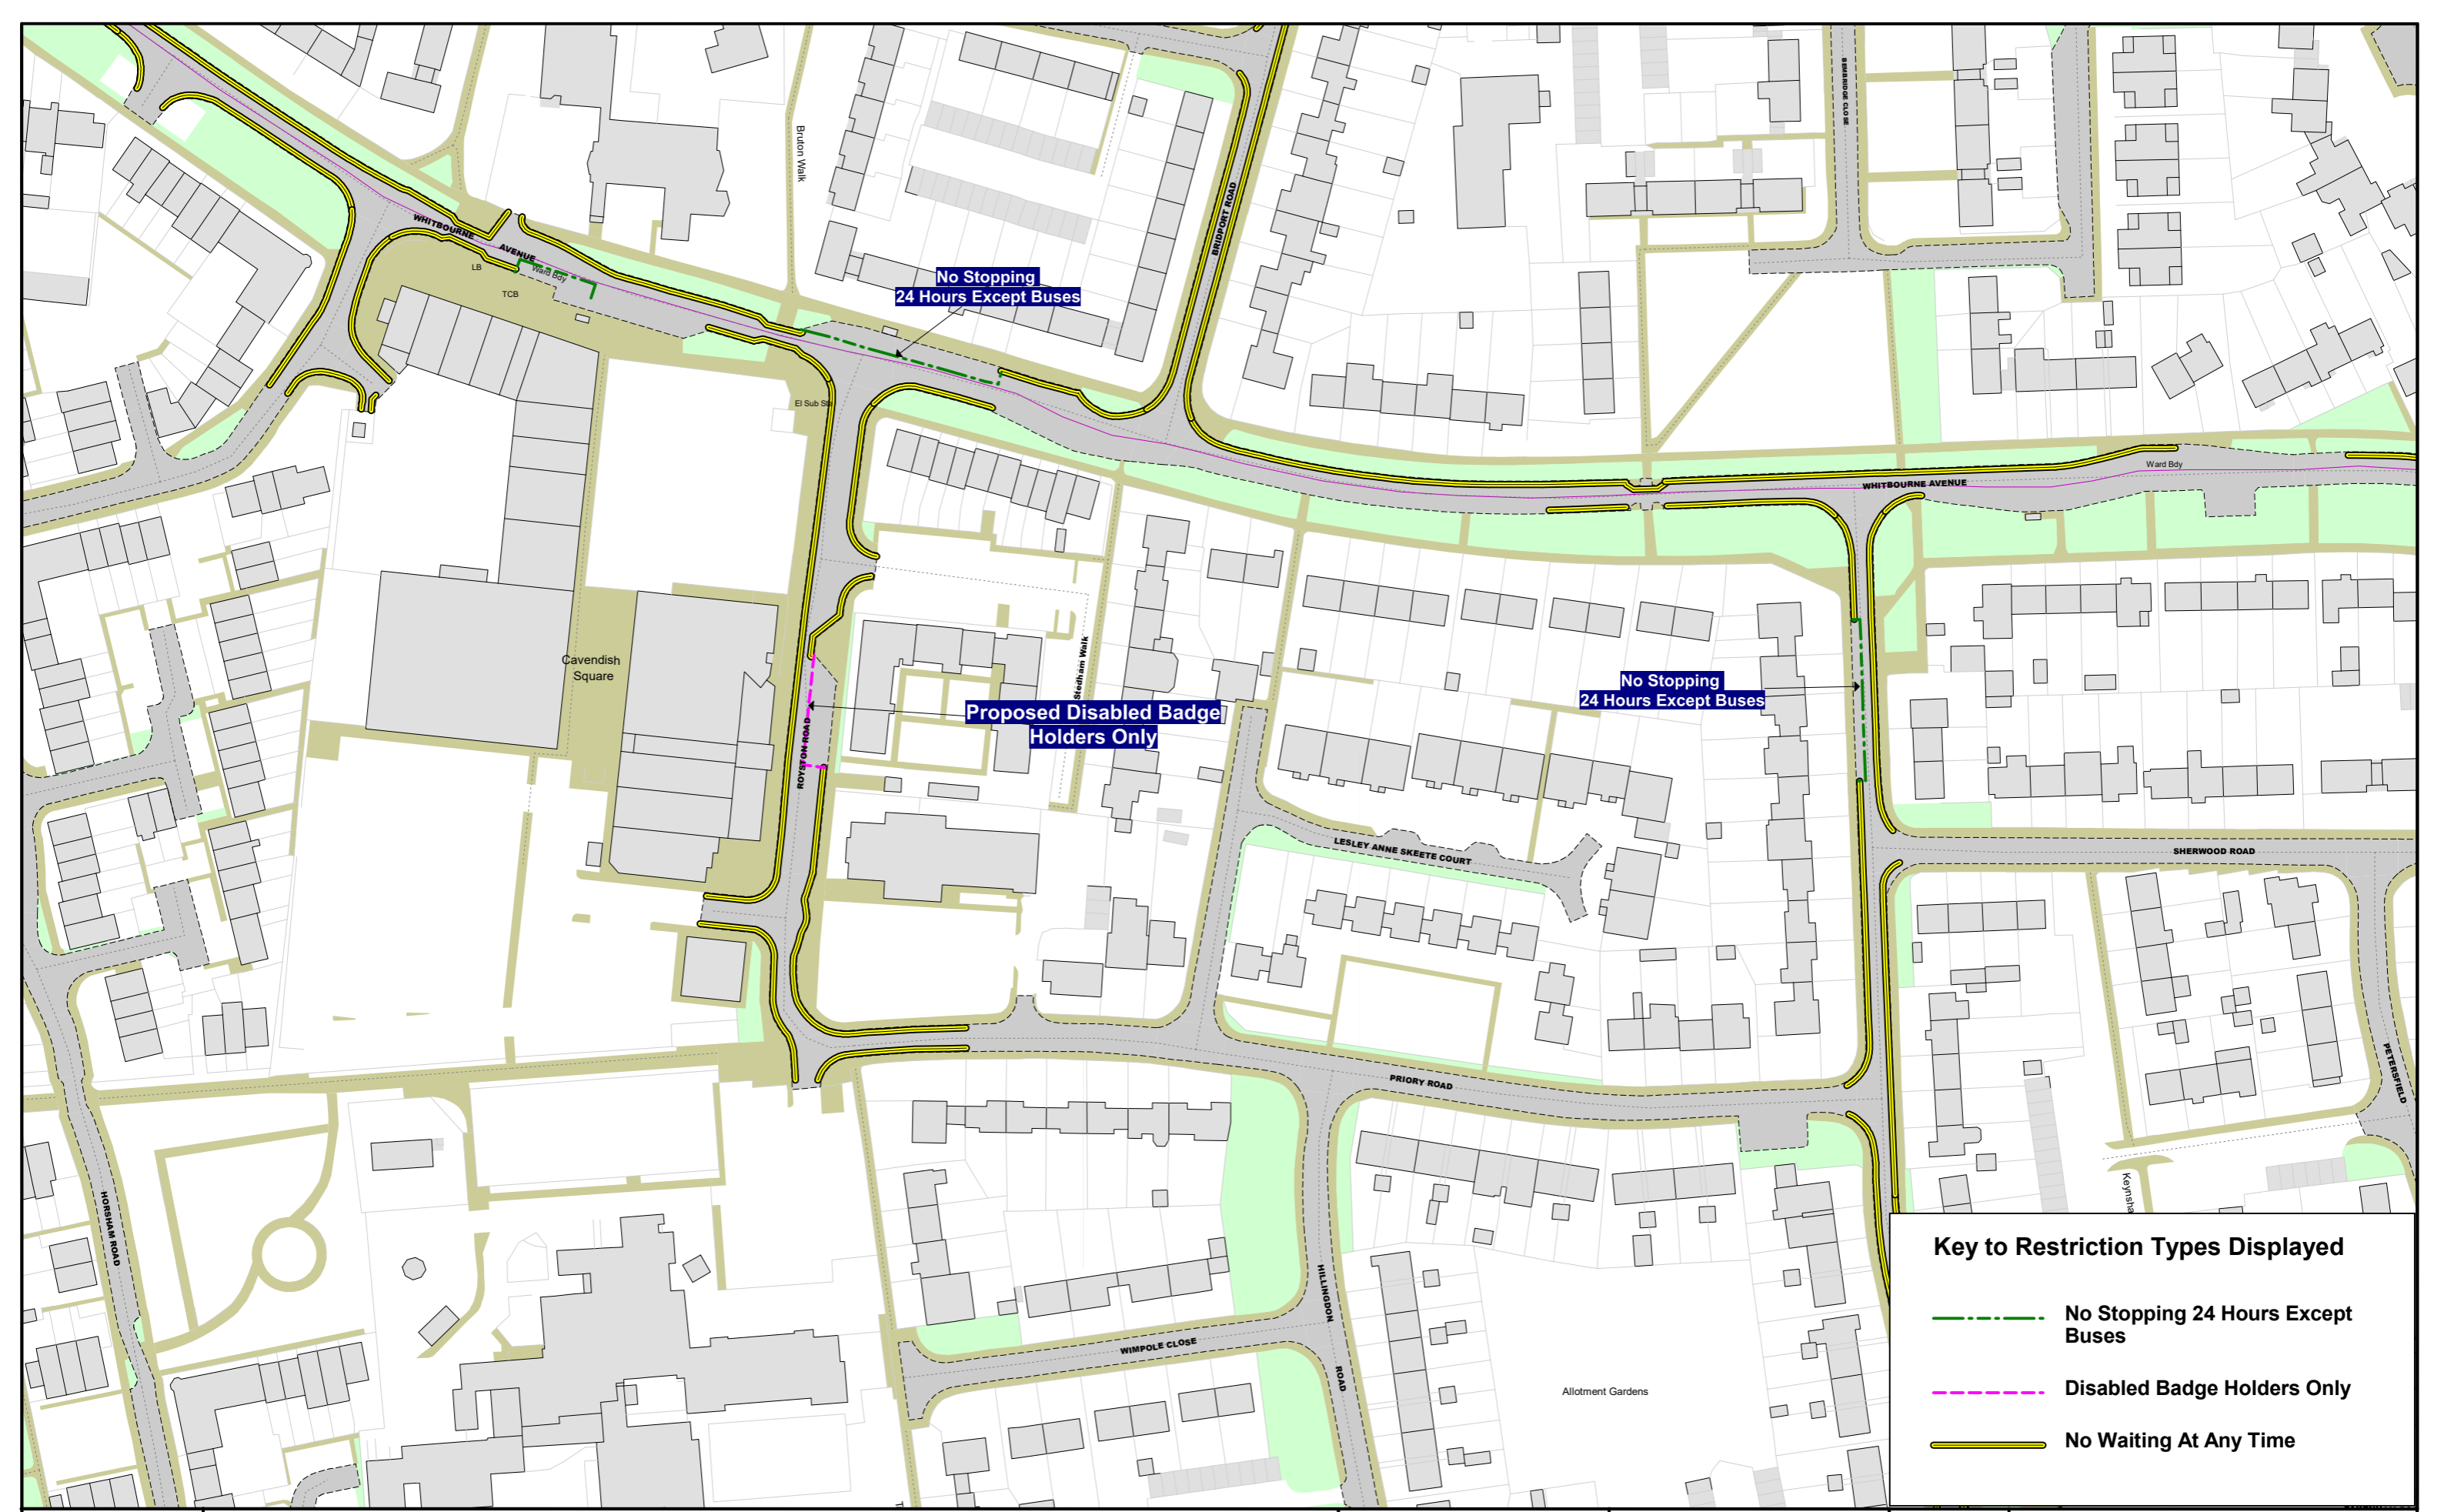 BEMBRIDGE CLOSE
Bruton Walk
BRIDPORT ROAD
WHITBOURNE
AVENUE
LB
Ward Bdy
TCB
No Stopping
24 Hours Except Buses
El Sub Sta
Ward Bdy
WHITBOURNE AVENUE
Cavendish
Square
Stedham Walk
No Stopping
24 Hours Except Buses
Proposed Disabled Badge
Holders Only
ROYSTON ROAD
LESLEY ANNE SKEETE COURT
SHERWOOD ROAD
PRIORY ROAD
PETERSFIELD
HORSHAM ROAD
Keynsha
HILLINGDON
ROAD
WIMPOLE CLOSE
Allotment Gardens
Key to Restriction Types Displayed
No Stopping 24 Hours Except
Buses
Disabled Badge Holders Only
No Waiting At Any Time